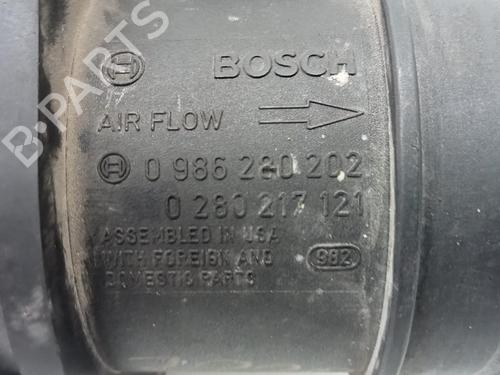 BOSCH
AIR FLOW
0 986 280 202
0 280 217 121
ASSEMBLED IN USA
WITH FOREIGN AND
DOMESTIC PARTS
982
B-PARTS